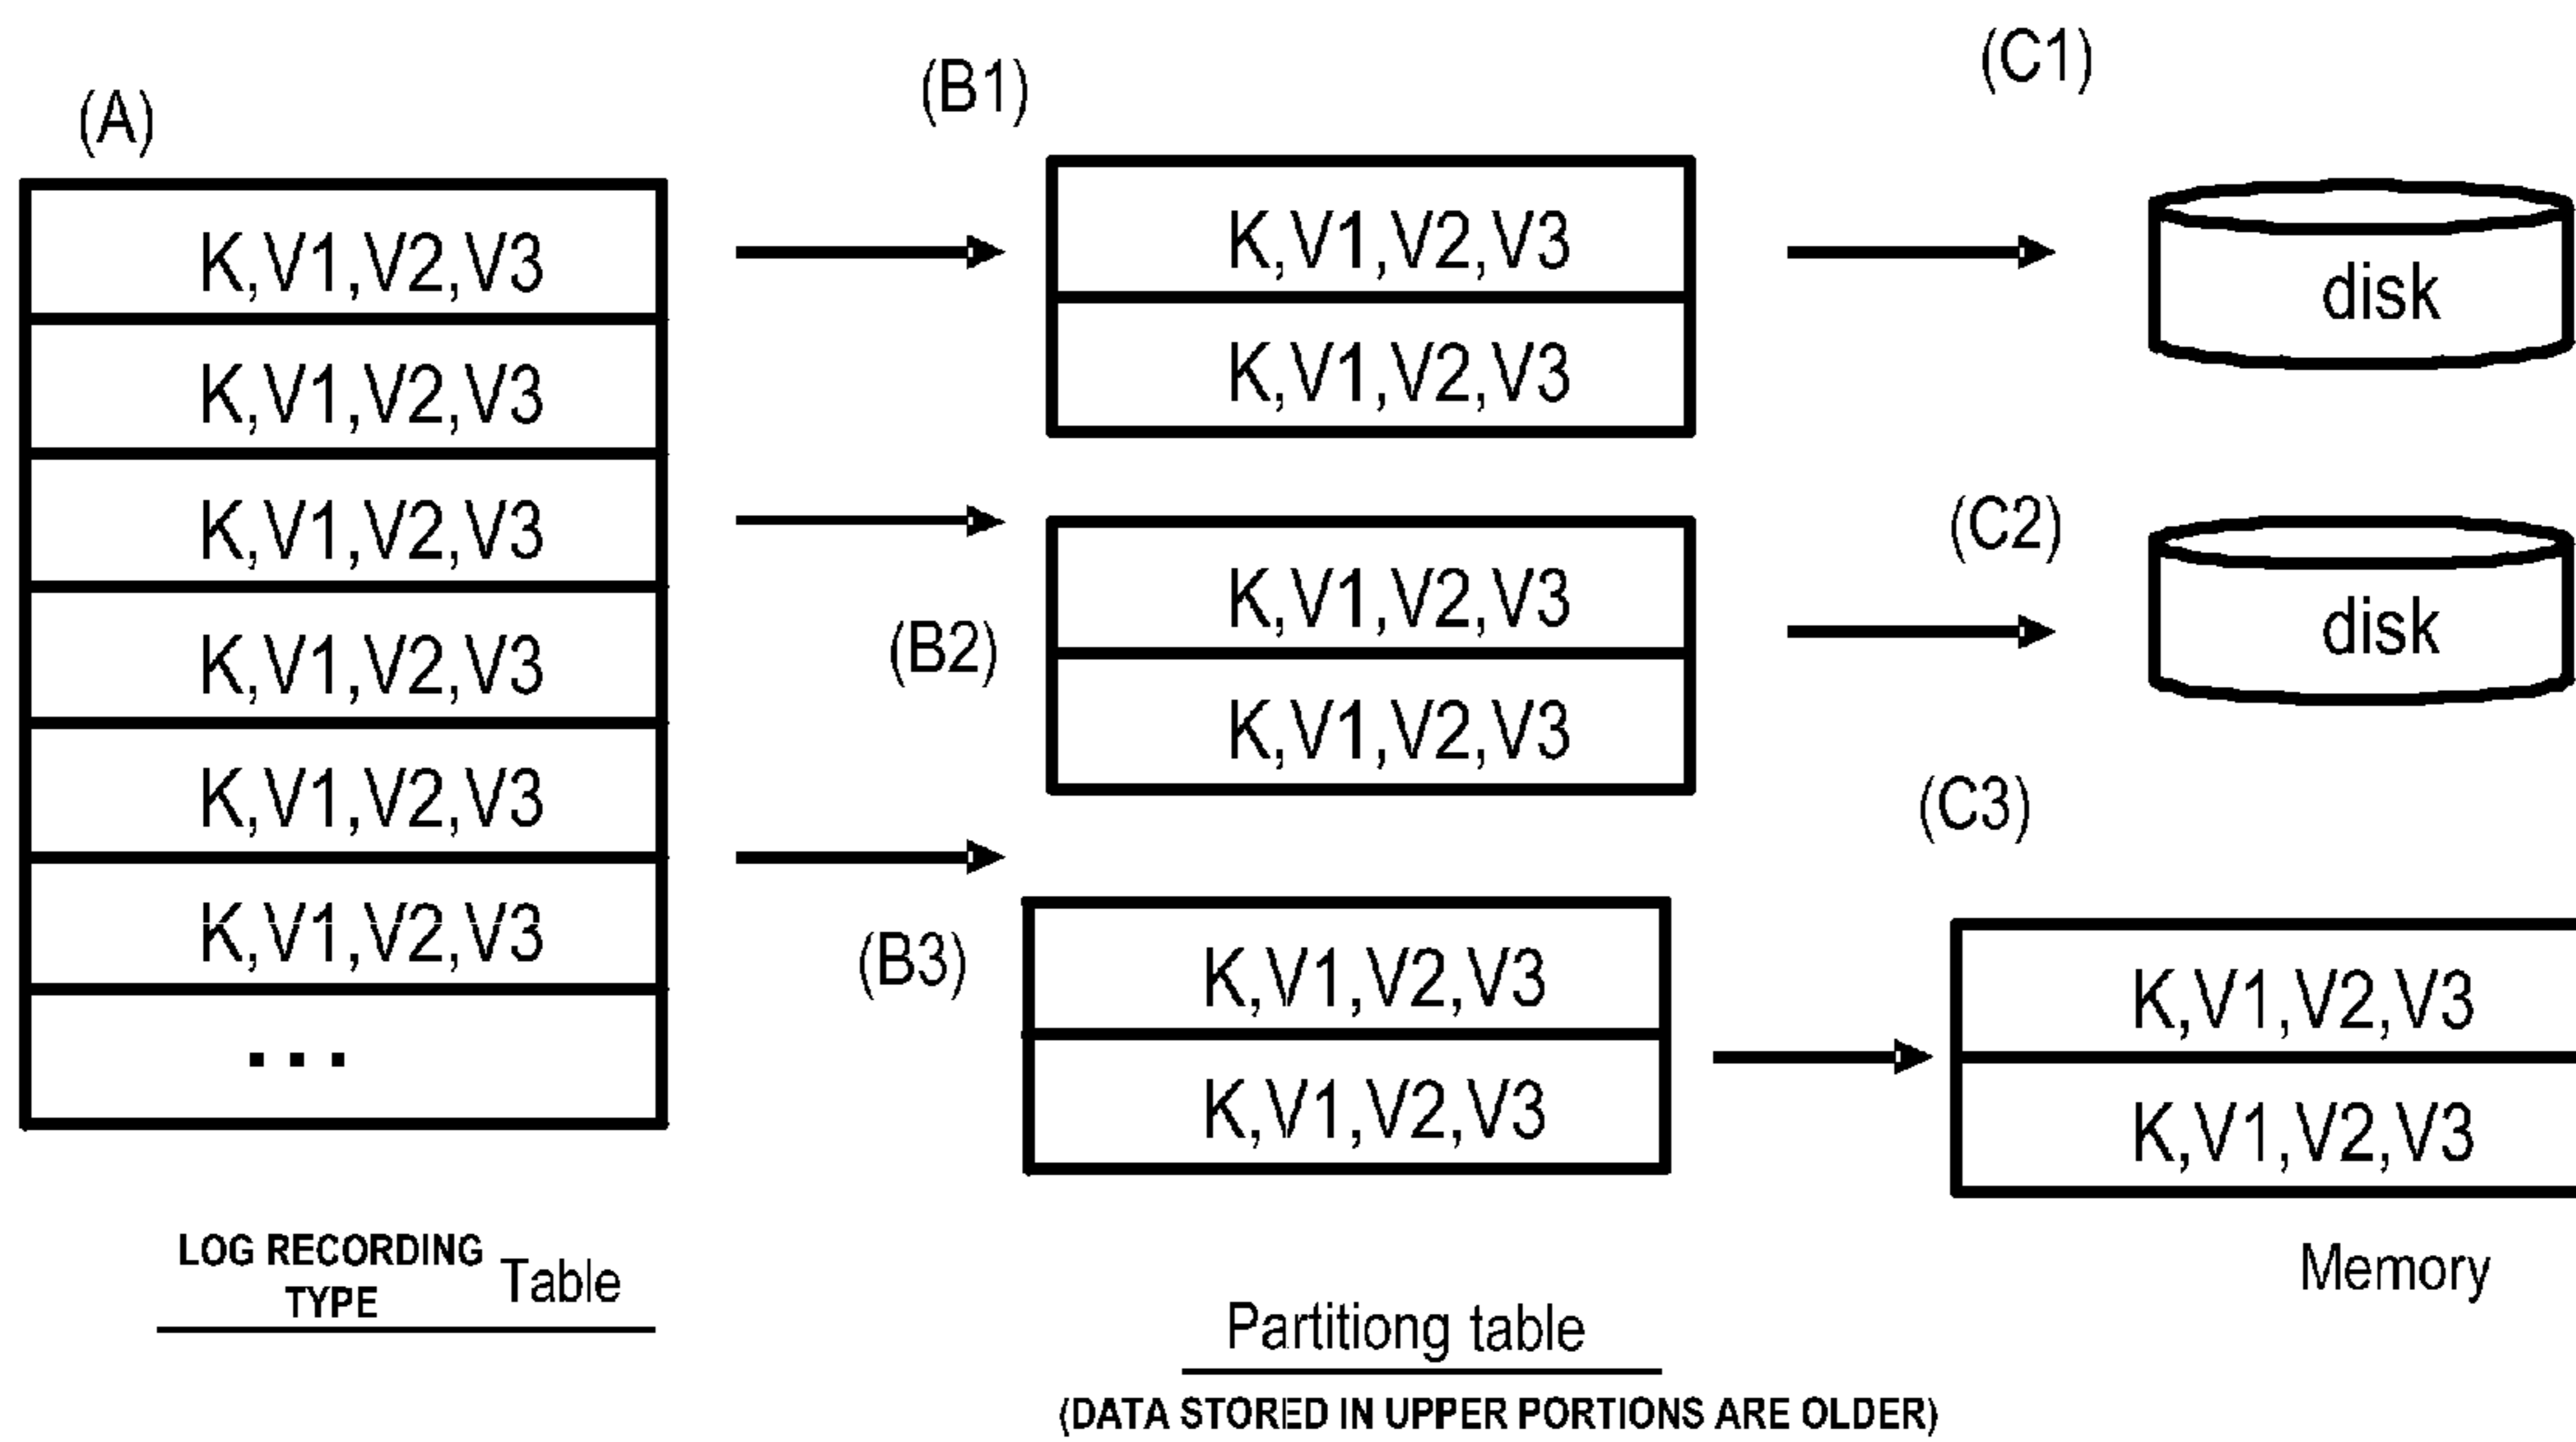 (A)
K,V1,V2,V3
K,V1,V2,V3
K,V1,V2,V3
K,V1,V2,V3
K,V1,V2,V3
K,V1,V2,V3
...
LOG RECORDING
TYPE Table
(B1)
K,V1,V2,V3
K,V1,V2,V3
(B2)
K,V1,V2,V3
K,V1,V2,V3
(B3)
K,V1,V2,V3
K,V1,V2,V3
Partitiong table
(DATA STORED IN UPPER PORTIONS ARE OLDER)
(C1)
disk
(C2)
disk
(C3)
K,V1,V2,V3
K,V1,V2,V3
Memory